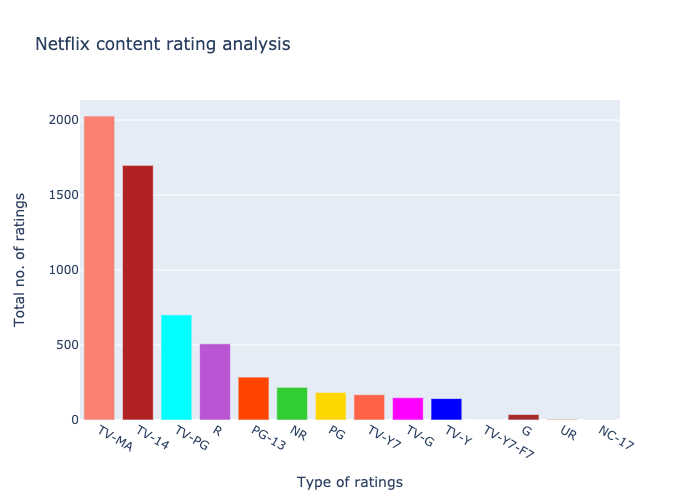 Netflix content rating analysis
Total no. of ratings
2000
1500
1000
500
0
TV-MA
TV-14
TV-PG
R
PG-13
NR
PG
TV-Y7
TV-G
TV-Y
TV-Y7-F7
G
UR
NC-17
Type of ratings